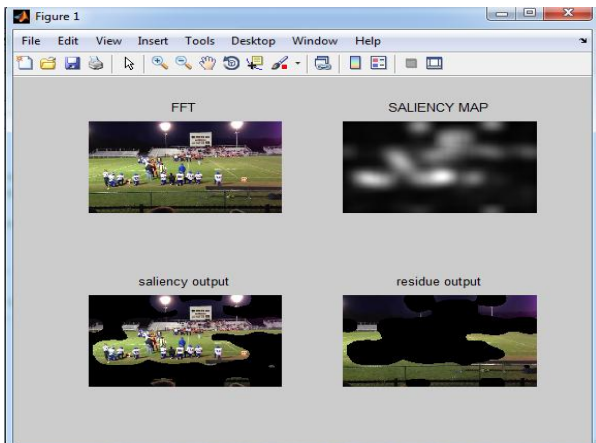 Figure 1
File Edit View Insert Tools Desktop Window Help
FFT
SALIENCY MAP
saliency output
residue output